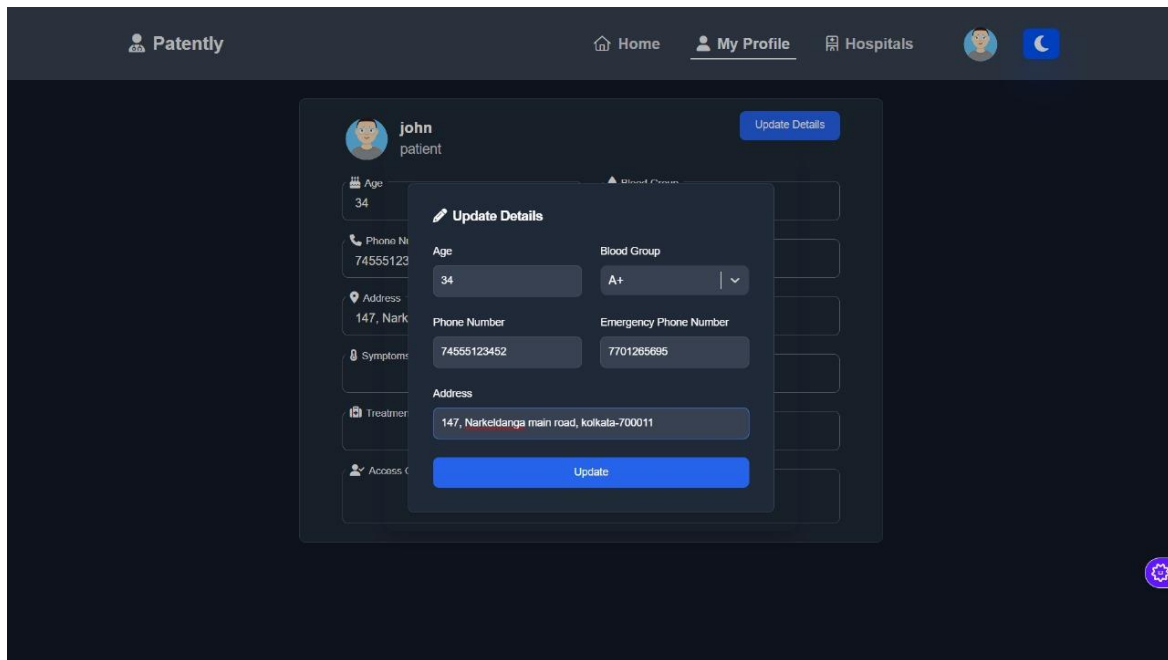 Patently
Home My Profile Hospitals
john
patient
Update Details
Age
Blood Group
34
Phone
74555123
Address
147, Nark
Symptoms
Access
Update Details
Age Blood Group
34 A+
Phone Number Emergency Phone Number
74555123452 7701265695
Address
147, Narkeldanga main road, kolkata-700011
Update